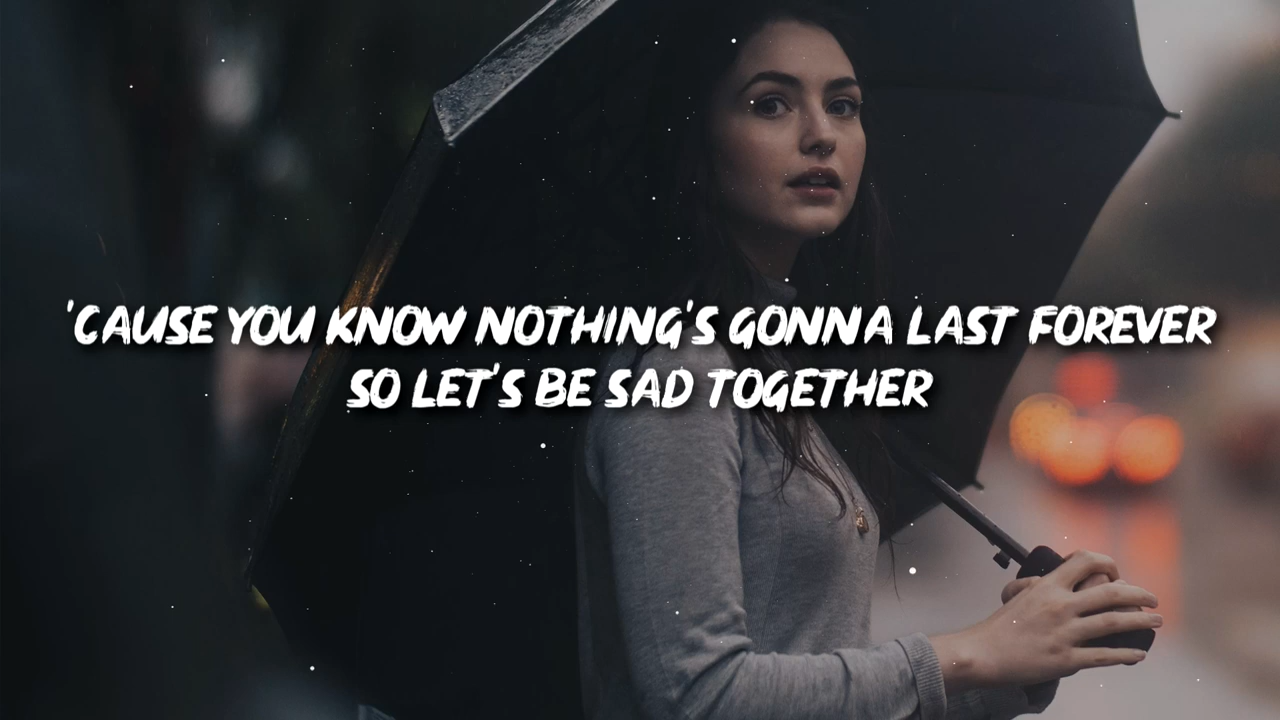 'CAUSE YOU KNOW NOTHING'S GONNA LAST FOREVER
SO LET'S BE SAD TOGETHER